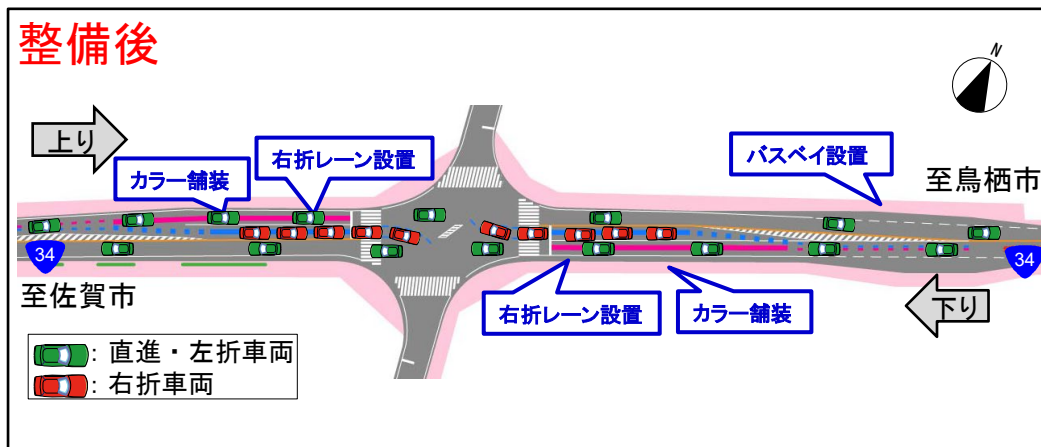 整備後
N
上り
カラー舗装
右折レーン設置
バスベイ設置
至鳥栖市
34
34
至佐賀市
右折レーン設置
カラー舗装
下り
：直進・左折車両
：右折車両